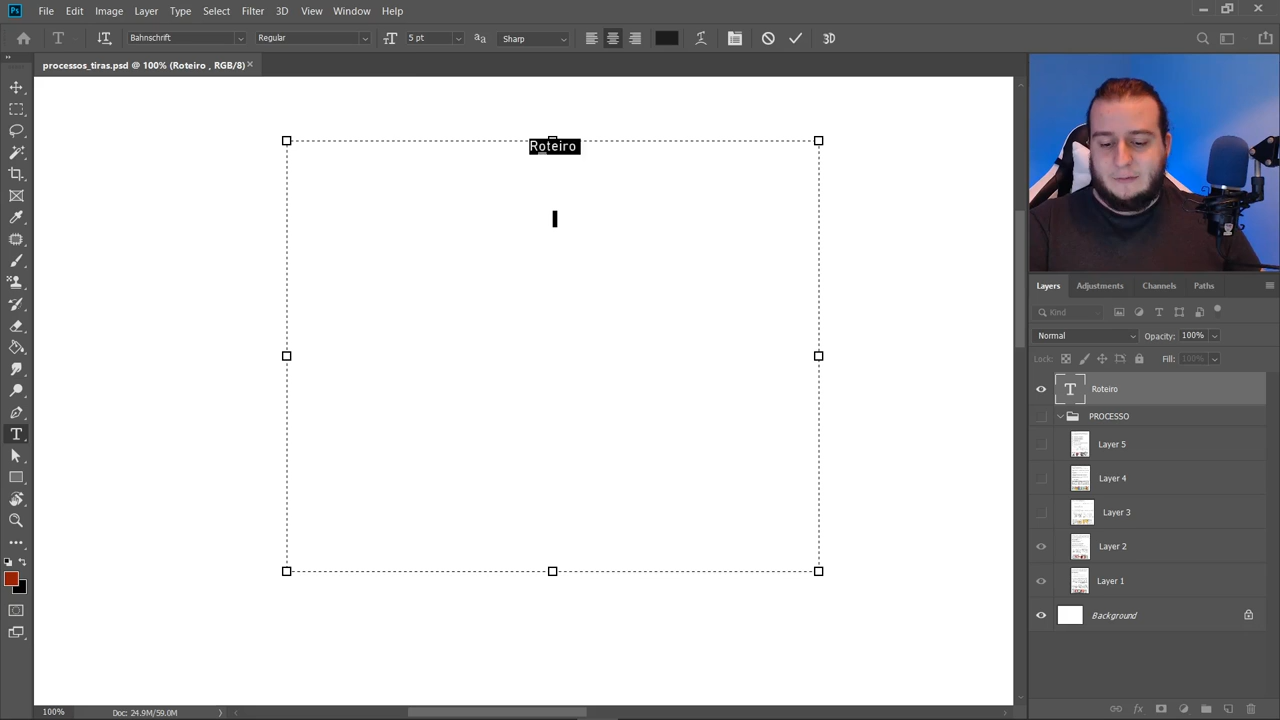 Ps File Edit Image Layer Type Select Filter 3D View Window Help
T Bahnschrift Regular 5 pt Sharp 3D
processos_tiras.psd @ 100% (Roteiro , RGB/8)
Roteiro
Layers Adjustments Channels Paths
Kind
Normal Opacity: 100%
Lock: Fill: 100%
T Roteiro
PROCESSO
Layer 5
Layer 4
Layer 3
Layer 2
Layer 1
Background
100% Doc: 24.9M/59.0M